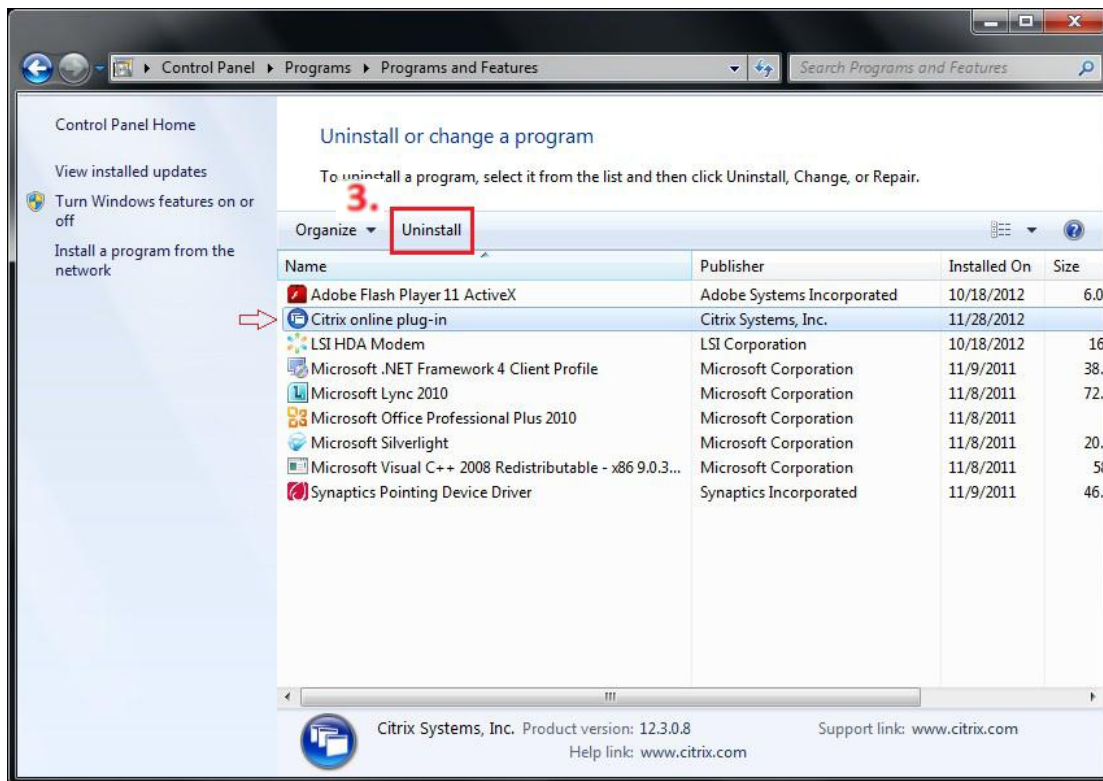 Control Panel ▸ Programs ▸ Programs and Features
Search Programs and Features
Control Panel Home
View installed updates
Turn Windows features on or
off
Install a program from the
network
Uninstall or change a program
To uninstall a program, select it from the list and then click Uninstall, Change, or Repair.
3.
Organize Uninstall
Name Publisher Installed On Size
Adobe Flash Player 11 ActiveX Adobe Systems Incorporated 10/18/2012 6.0
Citrix online plug-in Citrix Systems, Inc. 11/28/2012
LSI HDA Modem LSI Corporation 10/18/2012 16
Microsoft .NET Framework 4 Client Profile Microsoft Corporation 11/9/2011 38.
Microsoft Lync 2010 Microsoft Corporation 11/8/2011 72.
Microsoft Office Professional Plus 2010 Microsoft Corporation 11/8/2011
Microsoft Silverlight Microsoft Corporation 11/8/2011 20.
Microsoft Visual C++ 2008 Redistributable - x86 9.0.3... Microsoft Corporation 11/8/2011 5
Synaptics Pointing Device Driver Synaptics Incorporated 11/9/2011 46.
Citrix Systems, Inc. Product version: 12.3.0.8 Support link: www.citrix.com
Help link: www.citrix.com